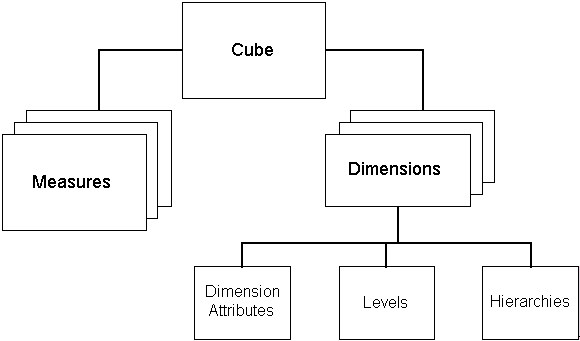 Cube
Measures
Dimensions
Dimension
Attributes
Levels
Hierarchies